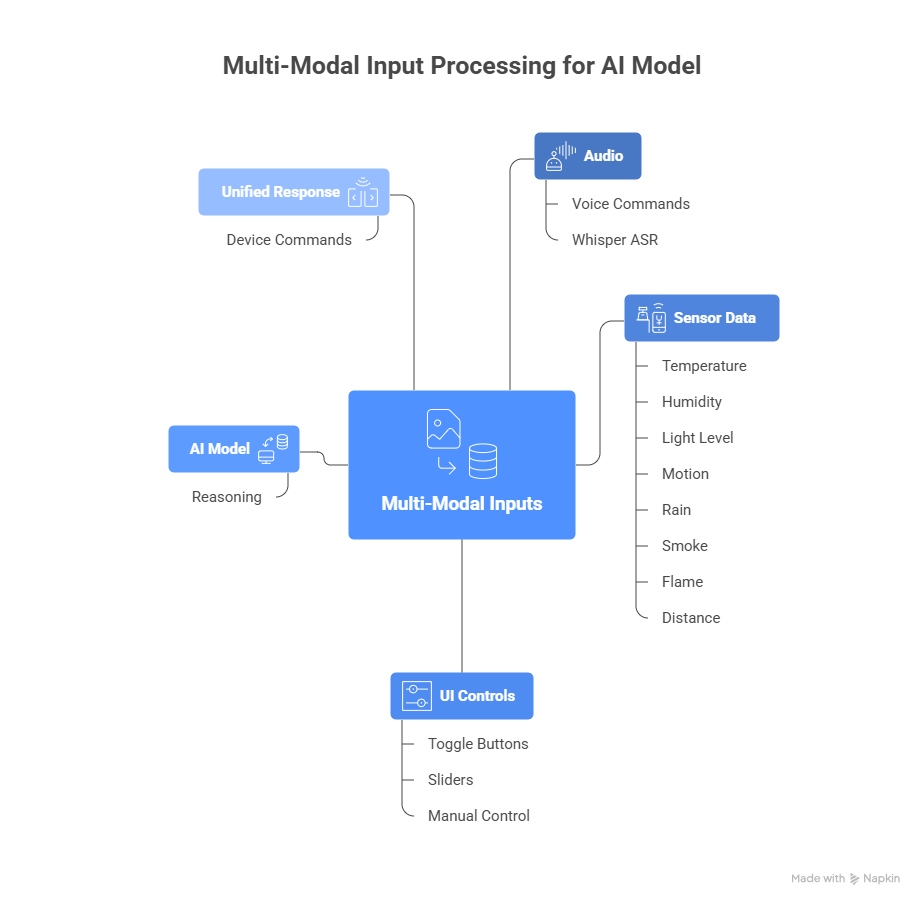 Multi-Modal Input Processing for AI Model
Audio
Voice Commands
Whisper ASR
Unified Response
Device Commands
Sensor Data
Temperature
Humidity
Light Level
Motion
Rain
Smoke
Flame
Distance
AI Model
Reasoning
Multi-Modal Inputs
UI Controls
Toggle Buttons
Sliders
Manual Control
Made with Napkin